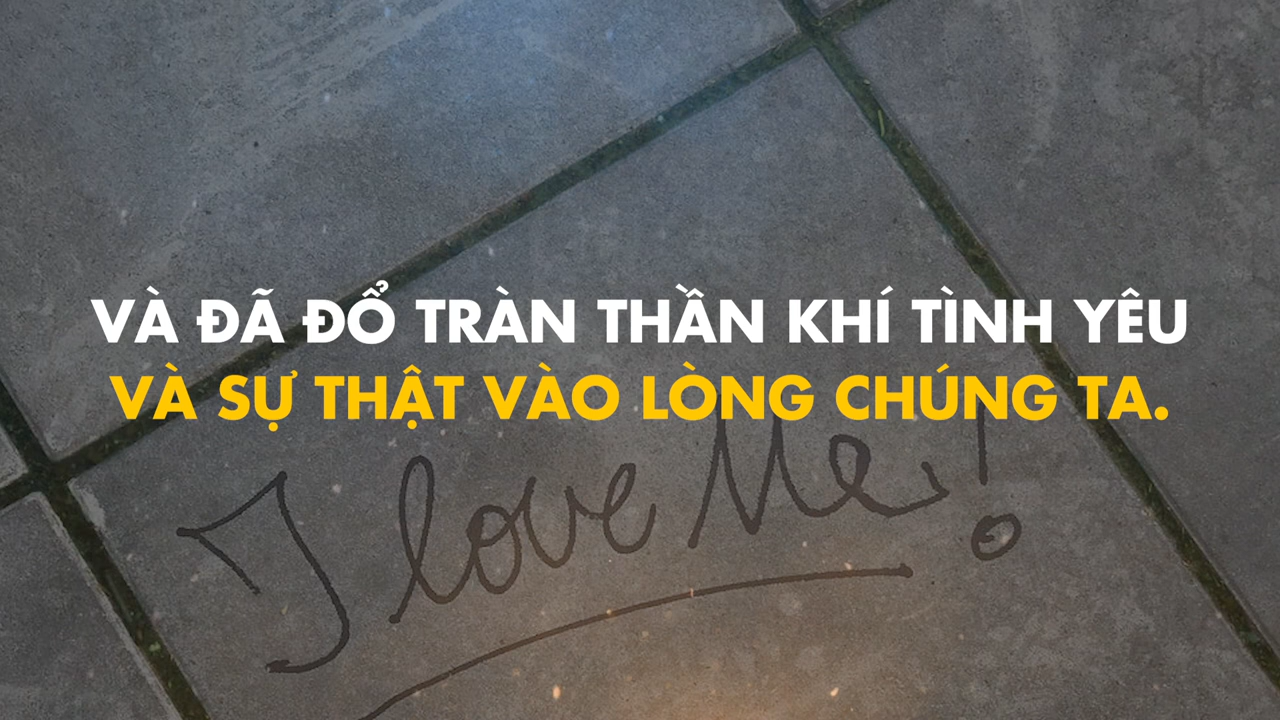 VÀ ĐÃ ĐỔ TRÀN THẦN KHÍ TÌNH YÊU
VÀ SỰ THẬT VÀO LÒNG CHÚNG TA.
I love Me!